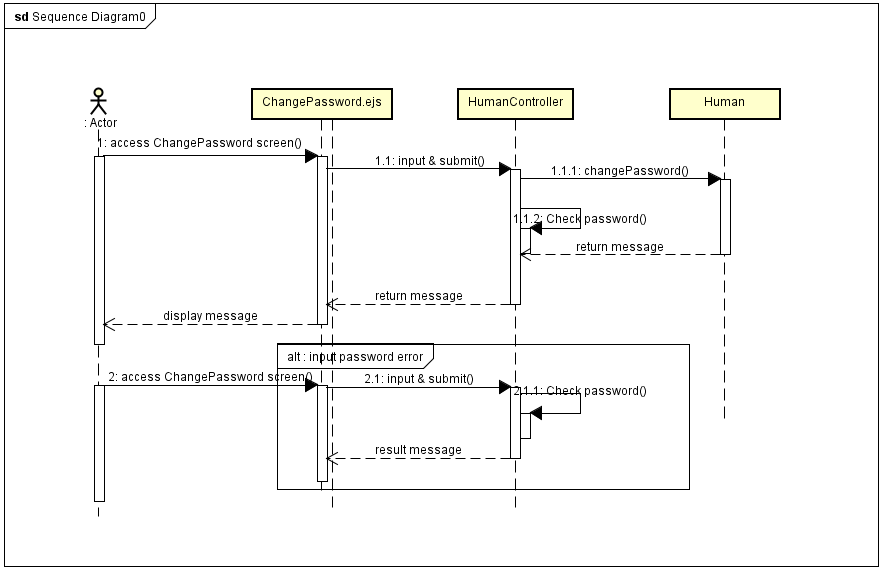 sd Sequence Diagram0
: Actor
ChangePassword.ejs
HumanController
Human
1: access ChangePassword screen()
1.1: input & submit()
1.1.1: changePassword()
1.1.2: Check password()
return message
return message
display message
alt : input password error
2: access ChangePassword screen()
2.1: input & submit()
2.1.1: Check password()
result message